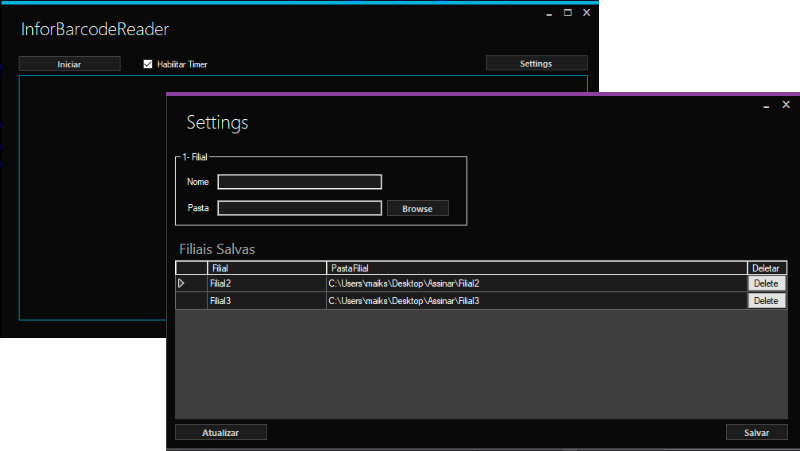 InforBarcodeReader
Iniciar
Habilitar Timer
Settings
Settings
1- Filial
Nome
Pasta
Browse
Filiais Salvas
Filial PastaFilial Deletar
Filial2 C:\Users\maiks\Desktop\Assinar\Filial2 Delete
Filial3 C:\Users\maiks\Desktop\Assinar\Filial3 Delete
Atualizar
Salvar